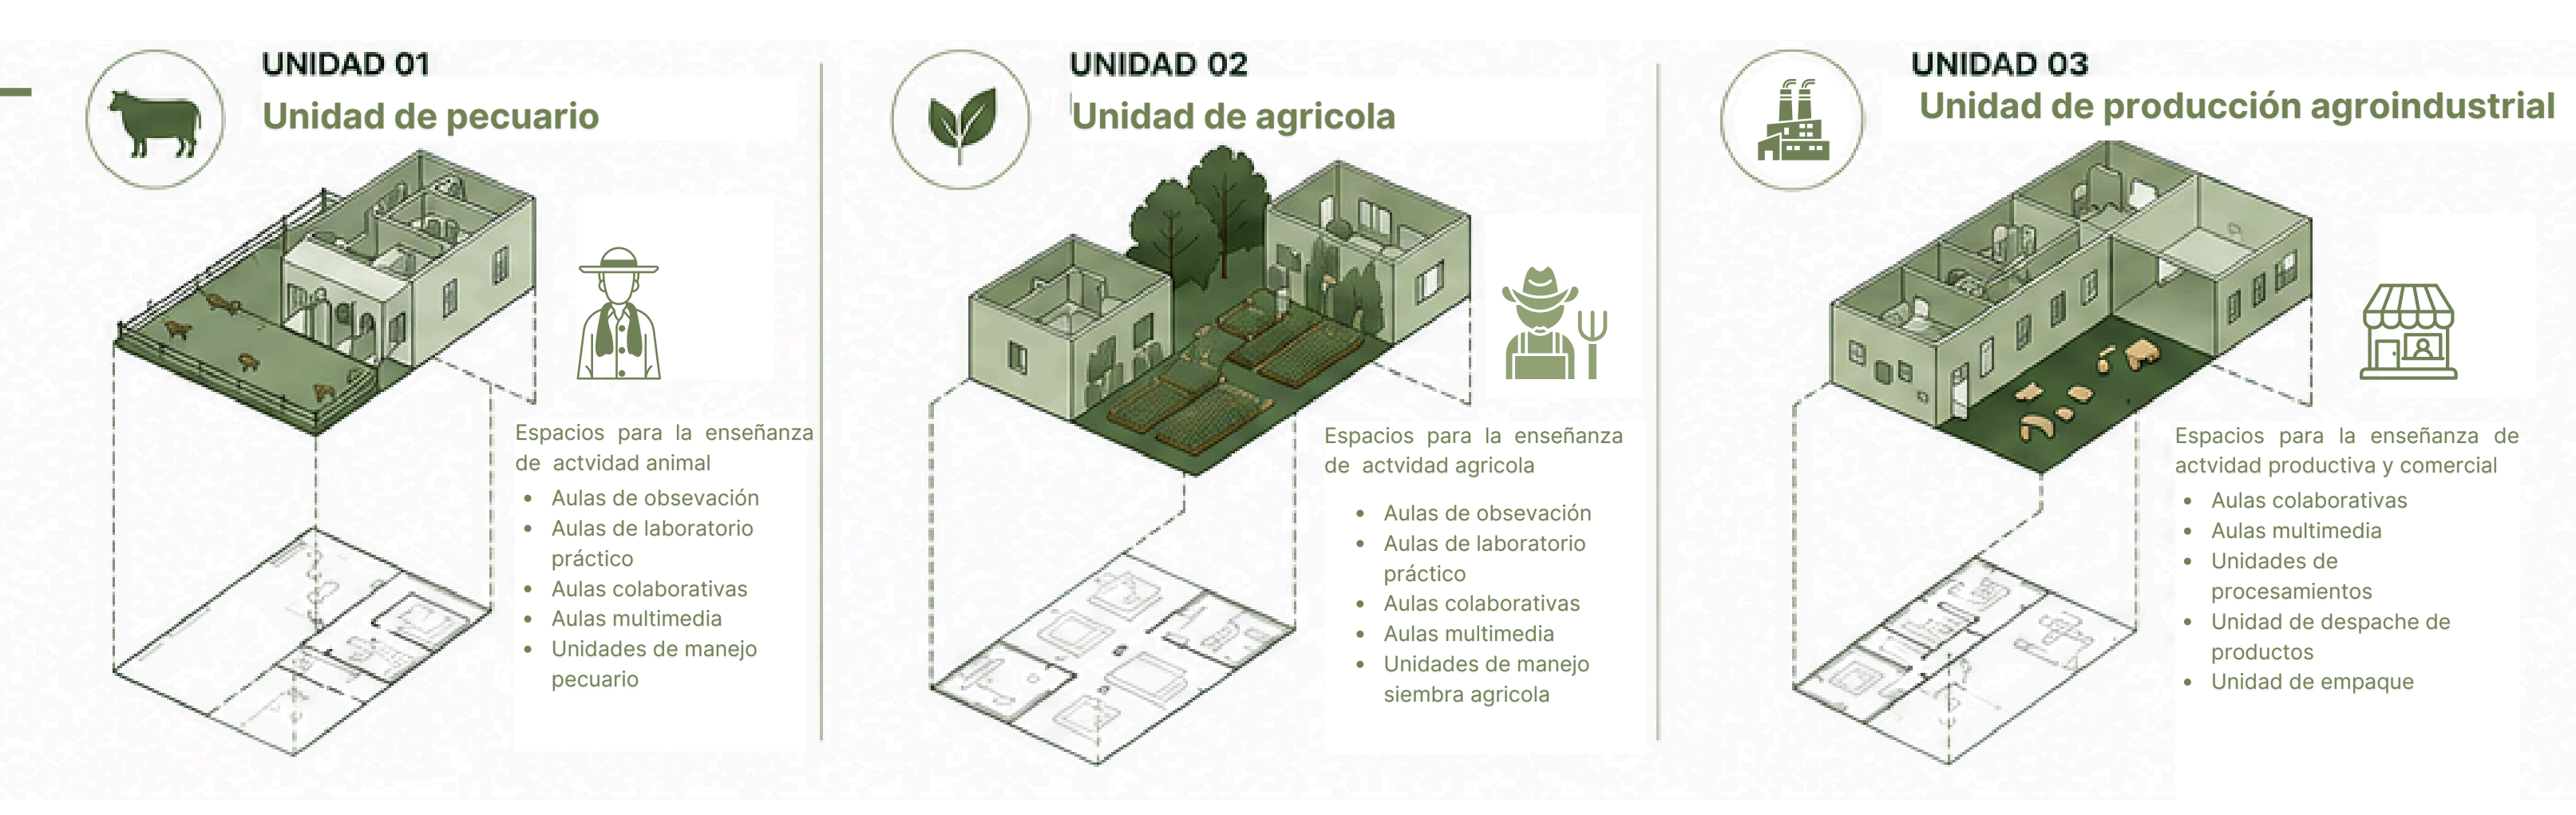 UNIDAD 01
Unidad de pecuario
Espacios para la enseñanza
de actvidad animal
• Aulas de obsevación
• Aulas de laboratorio
práctico
• Aulas colaborativas
• Aulas multimedia
• Unidades de manejo
pecuario
UNIDAD 02
Unidad de agricola
Espacios para la enseñanza
de actvidad agricola
• Aulas de obsevación
• Aulas de laboratorio
práctico
• Aulas colaborativas
• Aulas multimedia
• Unidades de manejo
siembra agricola
UNIDAD 03
Unidad de producción agroindustrial
Espacios para la enseñanza de
actvidad productiva y comercial
• Aulas colaborativas
• Aulas multimedia
• Unidades de
procesamientos
• Unidad de despache de
productos
• Unidad de empaque